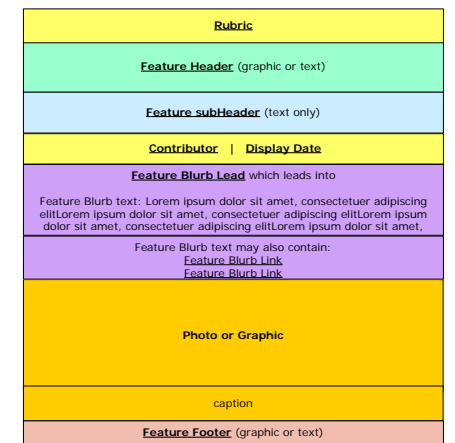 Rubric
Feature Header (graphic or text)
Feature subHeader (text only)
Contributor | Display Date
Feature Blurb Lead which leads into
Feature Blurb text: Lorem ipsum dolor sit amet, consectetuer adipiscing
elitLorem ipsum dolor sit amet, consectetuer adipiscing elitLorem ipsum
dolor sit amet, consectetuer adipiscing elitLorem ipsum dolor sit amet,
Feature Blurb text may also contain:
Feature Blurb Link
Feature Blurb Link
Photo or Graphic
caption
Feature Footer (graphic or text)